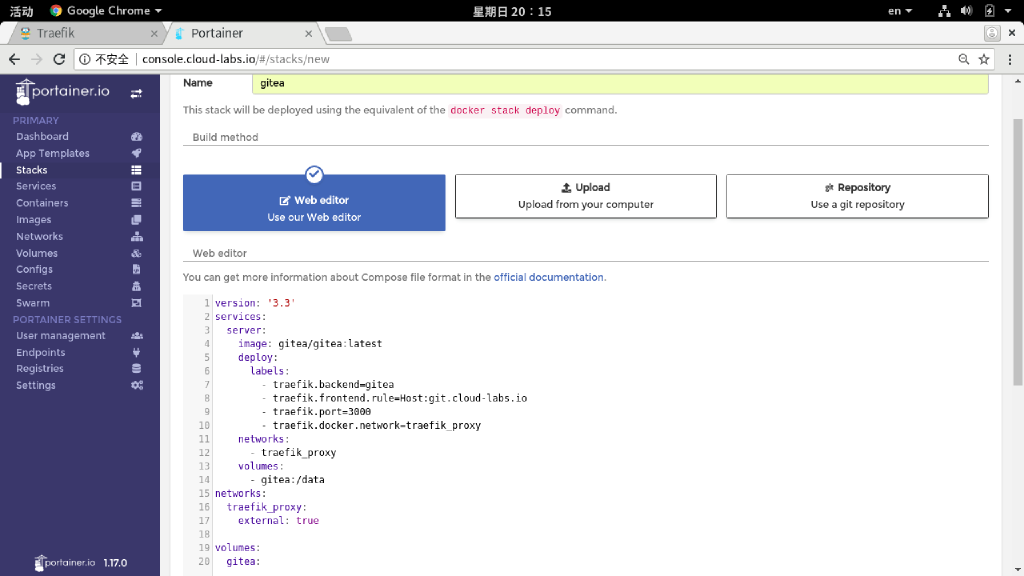 活动 Google Chrome 星期日 20：15 en
Traefik × Portainer ×
不安全 console.cloud-labs.io/#/stacks/new
portainer.io
PRIMARY
Dashboard
App Templates
Stacks
Services
Containers
Images
Networks
Volumes
Configs
Secrets
Swarm
PORTAINER SETTINGS
User management
Endpoints
Registries
Settings
portainer.io 1.17.0
Name gitea
This stack will be deployed using the equivalent of the docker stack deploy command.
Build method
Web editor
Use our Web editor
Upload
Upload from your computer
Repository
Use a git repository
Web editor
You can get more information about Compose file format in the official documentation.
1 version: '3.3'
2 services:
3   server:
4     image: gitea/gitea:latest
5     deploy:
6       labels:
7         - traefik.backend=gitea
8         - traefik.frontend.rule=Host:git.cloud-labs.io
9         - traefik.port=3000
10         - traefik.docker.network=traefik_proxy
11     networks:
12       - traefik_proxy
13     volumes:
14       - gitea:/data
15 networks:
16   traefik_proxy:
17     external: true
18
19 volumes:
20   gitea: